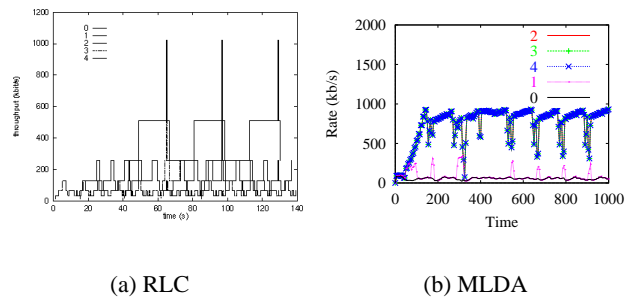 1200
1000
800
600
400
200
0
throughput (kbit/s)
0
1
2
3
4
0 20 40 60 80 100 120 140
time (s)
(a) RLC
2000
1500
1000
500
0
Rate (kb/s)
2
3
4
1
0
0 200 400 600 800 1000
Time
(b) MLDA